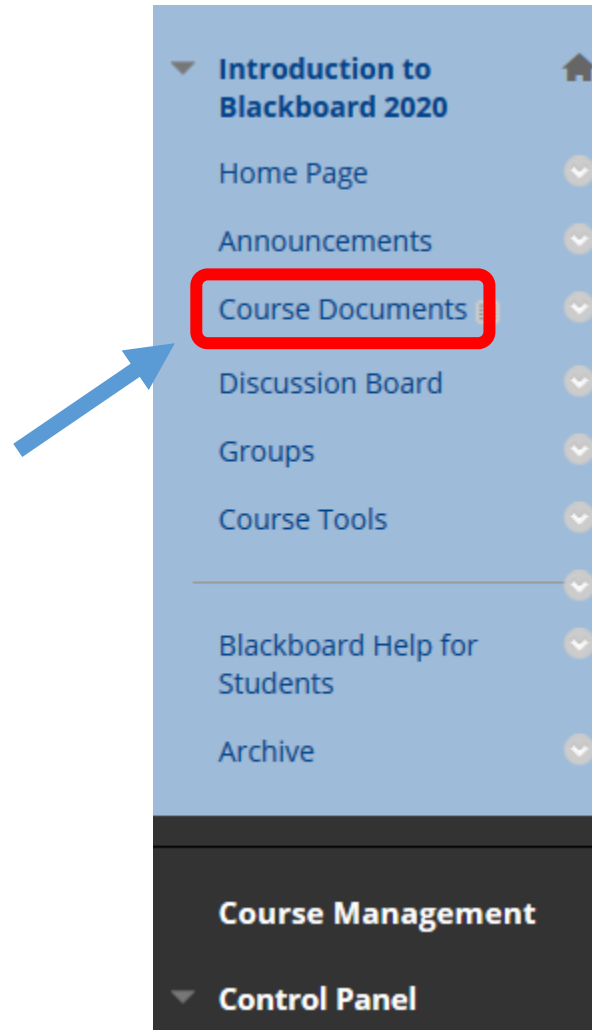 Introduction to
Blackboard 2020
Home Page
Announcements
Course Documents
Discussion Board
Groups
Course Tools
Blackboard Help for
Students
Archive
Course Management
Control Panel